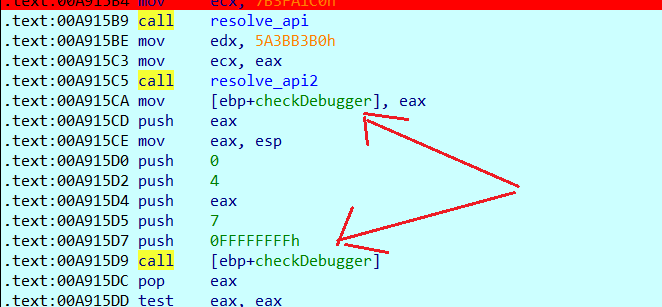 .text:00A915B4 mov ecx, 7B3FA1C0h
.text:00A915B9 call resolve_api
.text:00A915BE mov edx, 5A3BB3B0h
.text:00A915C3 mov ecx, eax
.text:00A915C5 call resolve_api2
.text:00A915CA mov [ebp+checkDebugger], eax
.text:00A915CD push eax
.text:00A915CE mov eax, esp
.text:00A915D0 push 0
.text:00A915D2 push 4
.text:00A915D4 push eax
.text:00A915D5 push 7
.text:00A915D7 push 0FFFFFFFFh
.text:00A915D9 call [ebp+checkDebugger]
.text:00A915DC pop eax
.text:00A915DD test eax, eax